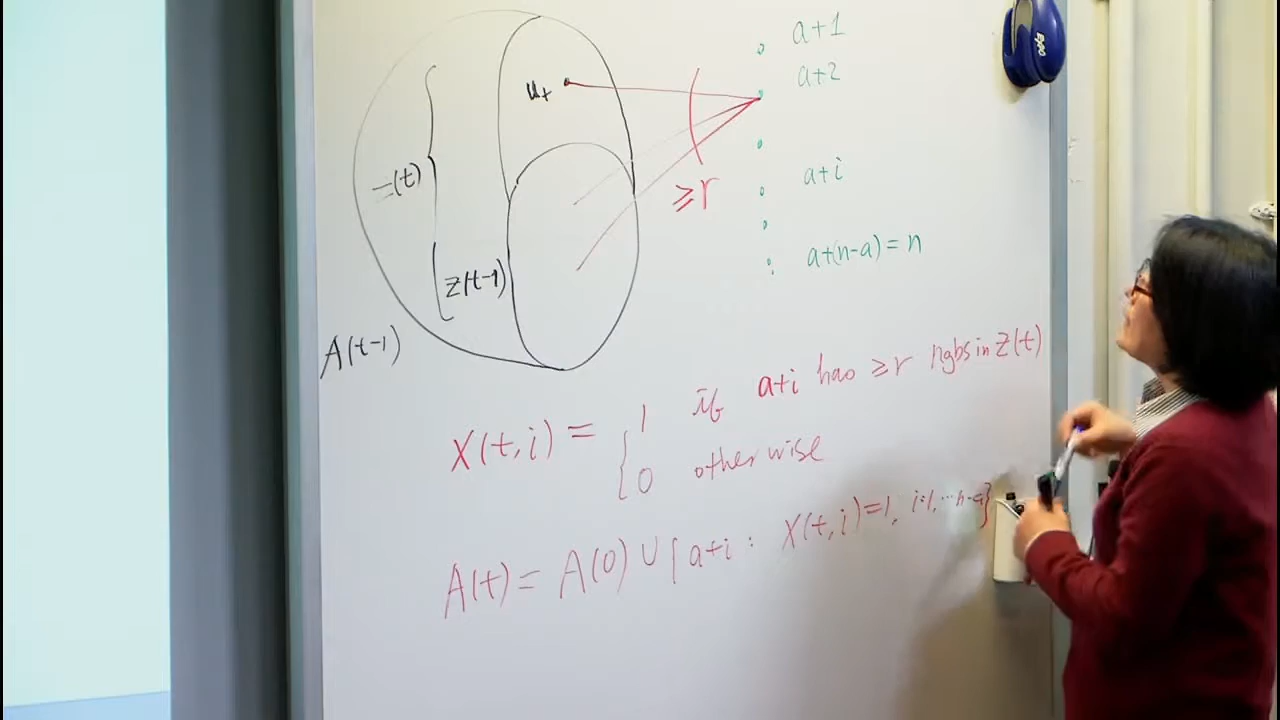 a+1
a+2
u_t
=(t)
≥r
a+i
Z(t-1)
a+(n-a)=n
A(t-1)
X(t,i) = { 1 if a+i has ≥r ngbs in Z(t)
0 otherwise
A(t) = A(0) ∪ { a+i : X(t,i)=1, i=1, ... n-a}